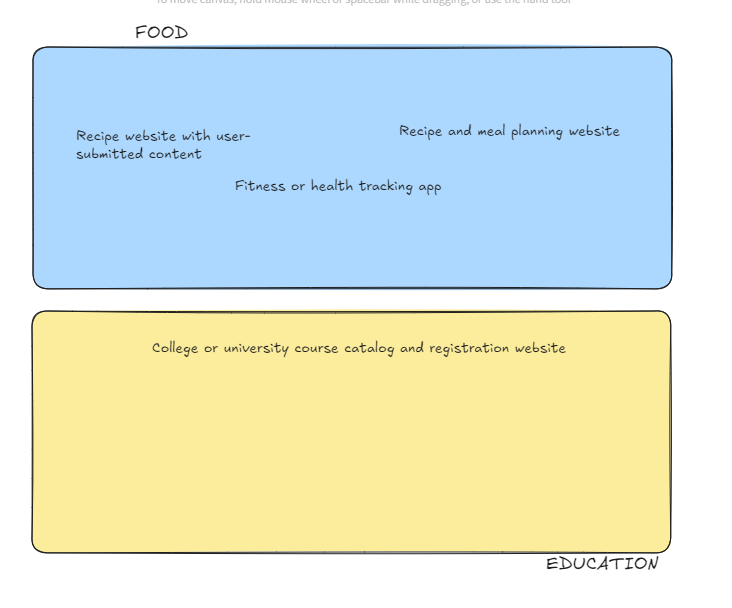 To move canvas, hold mouse wheel or spacebar while dragging, or use the hand tool
FOOD
Recipe website with user-
submitted content
Recipe and meal planning website
Fitness or health tracking app
College or university course catalog and registration website
EDUCATION